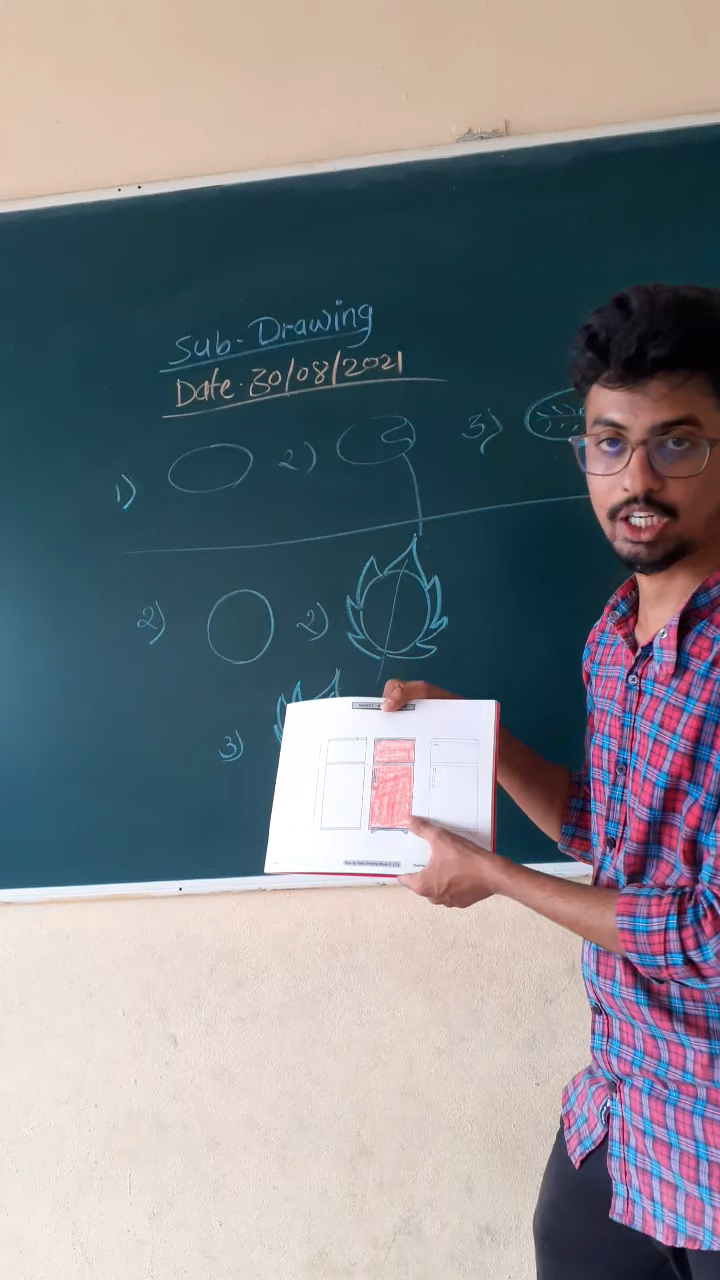 Sub-Drawing
Date. 30/08/2021
1) 2) 3)
2) 2)
3)